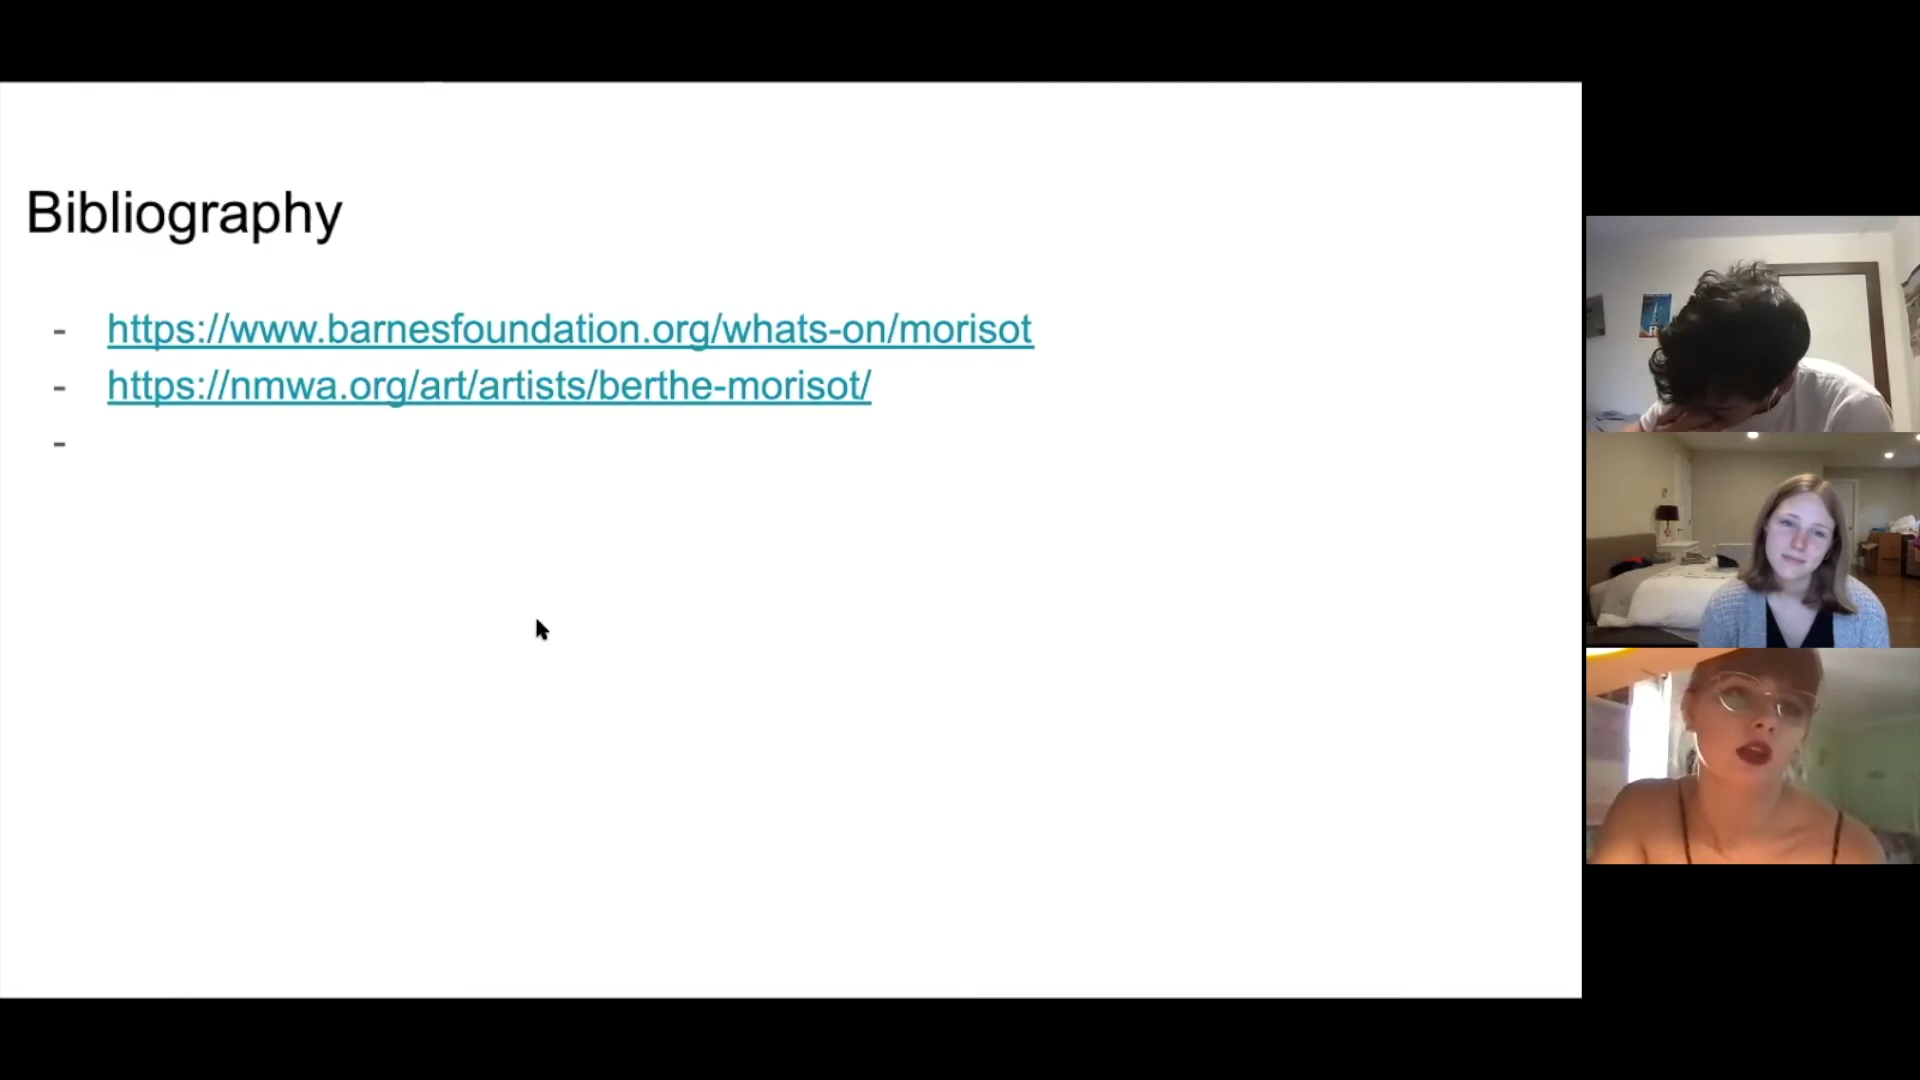 Bibliography
- https://www.barnesfoundation.org/whats-on/morisot
- https://nmwa.org/art/artists/berthe-morisot/
-